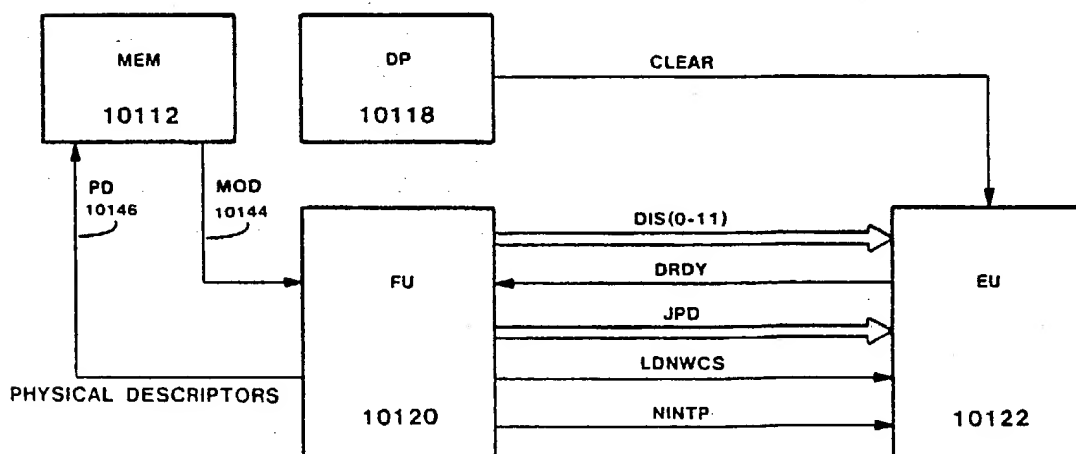 MEM
10112
DP
10118
CLEAR
PD
10146
MOD
10144
DIS(0-11)
FU
DRDY
EU
JPD
LDNWCS
PHYSICAL DESCRIPTORS
10120
NINTP
10122